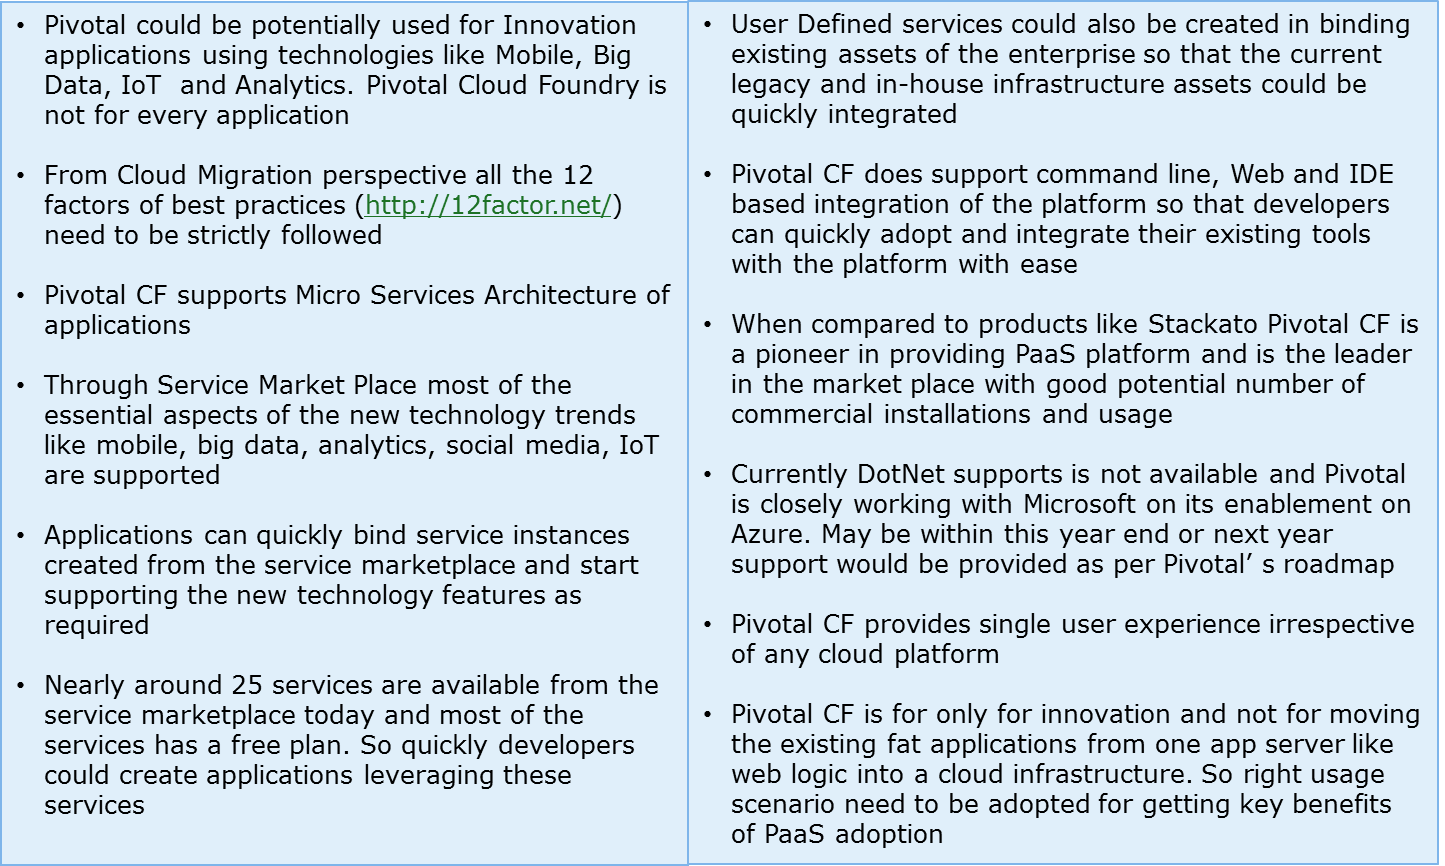 • Pivotal could be potentially used for Innovation
applications using technologies like Mobile, Big
Data, IoT and Analytics. Pivotal Cloud Foundry is
not for every application
• From Cloud Migration perspective all the 12
factors of best practices (http://12factor.net/)
need to be strictly followed
• Pivotal CF supports Micro Services Architecture of
applications
• Through Service Market Place most of the
essential aspects of the new technology trends
like mobile, big data, analytics, social media, IoT
are supported
• Applications can quickly bind service instances
created from the service marketplace and start
supporting the new technology features as
required
• Nearly around 25 services are available from the
service marketplace today and most of the
services has a free plan. So quickly developers
could create applications leveraging these
services
• User Defined services could also be created in binding
existing assets of the enterprise so that the current
legacy and in-house infrastructure assets could be
quickly integrated
• Pivotal CF does support command line, Web and IDE
based integration of the platform so that developers
can quickly adopt and integrate their existing tools
with the platform with ease
• When compared to products like Stackato Pivotal CF is
a pioneer in providing PaaS platform and is the leader
in the market place with good potential number of
commercial installations and usage
• Currently DotNet supports is not available and Pivotal
is closely working with Microsoft on its enablement on
Azure. May be within this year end or next year
support would be provided as per Pivotal’ s roadmap
• Pivotal CF provides single user experience irrespective
of any cloud platform
• Pivotal CF is for only for innovation and not for moving
the existing fat applications from one app server like
web logic into a cloud infrastructure. So right usage
scenario need to be adopted for getting key benefits
of PaaS adoption